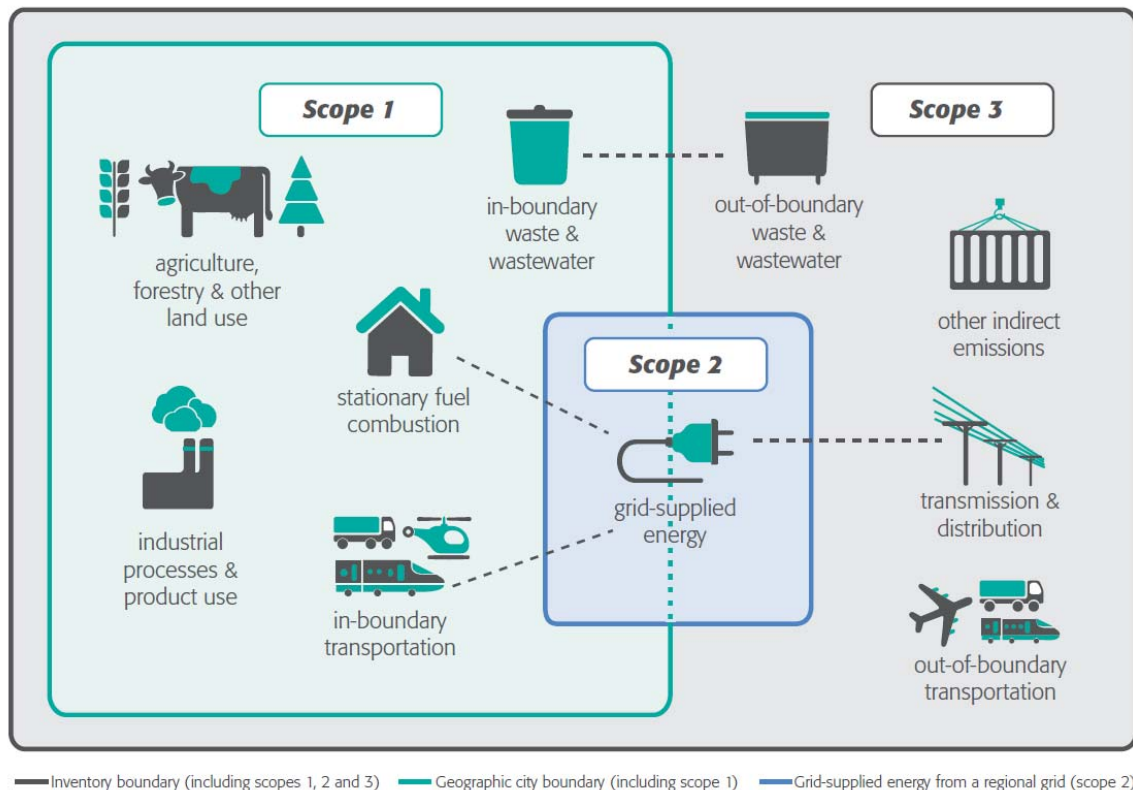 Scope 1
Scope 3
in-boundary
waste &
wastewater
out-of-boundary
waste &
wastewater
agriculture,
forestry & other
land use
other indirect
emissions
Scope 2
stationary fuel
combustion
grid-supplied
energy
transmission &
distribution
industrial
processes &
product use
in-boundary
transportation
out-of-boundary
transportation
Inventory boundary (including scopes 1, 2 and 3)
Geographic city boundary (including scope 1)
Grid-supplied energy from a regional grid (scope 2)